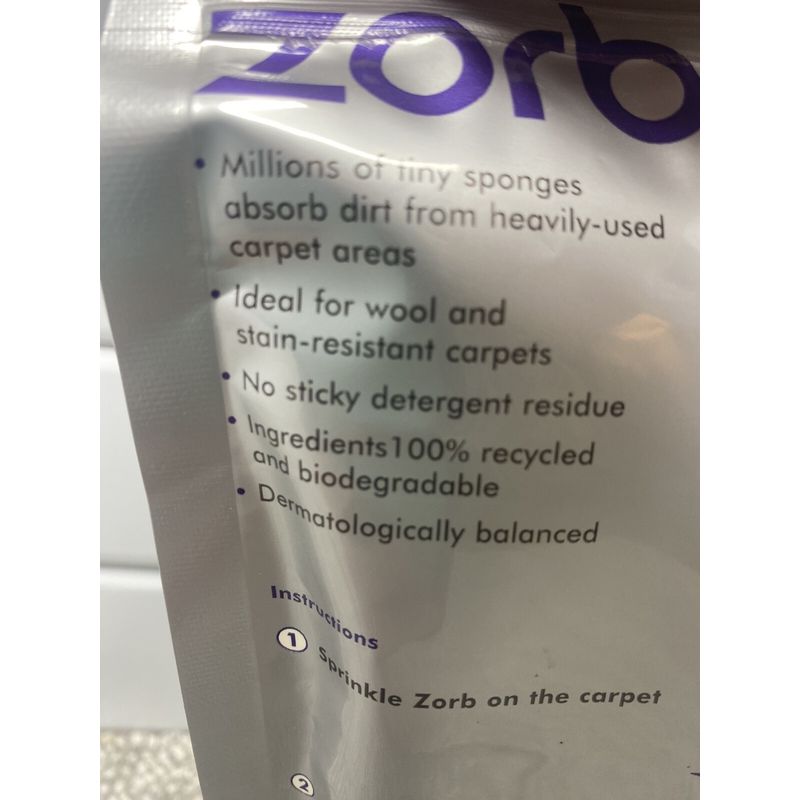 Zorb
• Millions of tiny sponges
absorb dirt from heavily-used
carpet areas
• Ideal for wool and
stain-resistant carpets
• No sticky detergent residue
• Ingredients100% recycled
and biodegradable
• Dermatologically balanced
Instructions
1 Sprinkle Zorb on the carpet
2